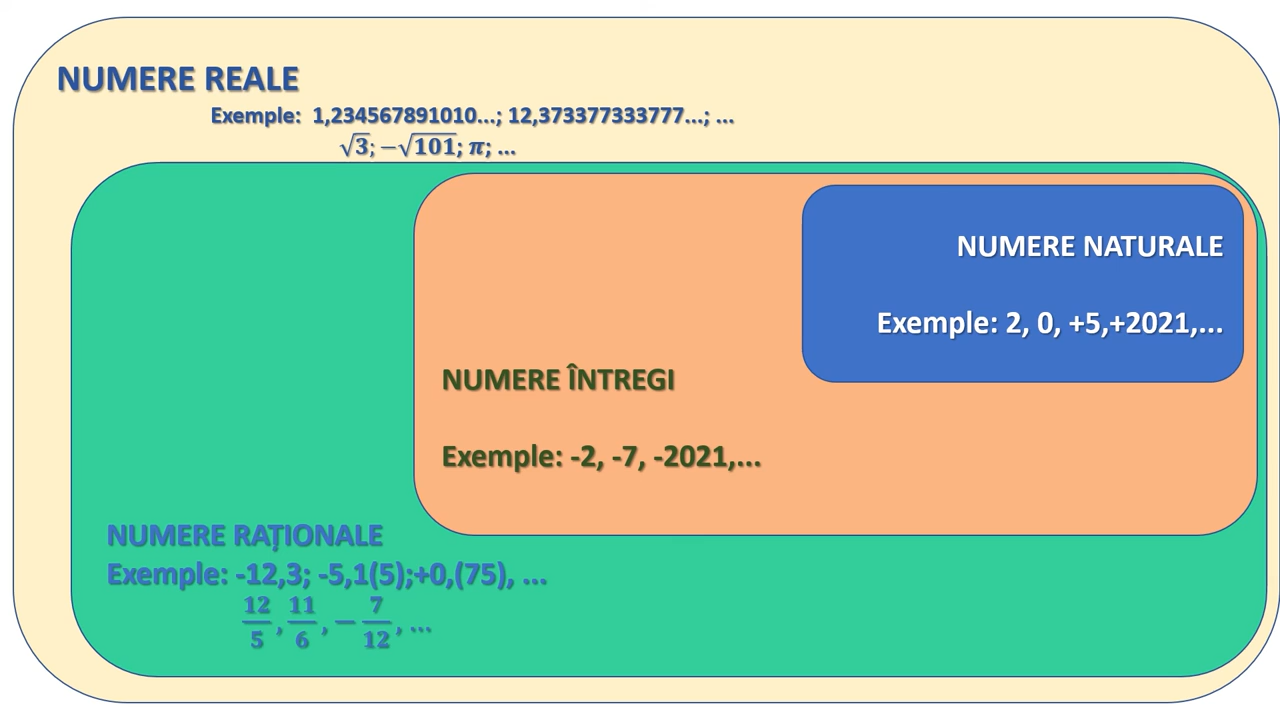 NUMERE REALE
Exemple: 1,234567891010...; 12,373377333777...; ...
√3; −√101; π; ...
NUMERE NATURALE
Exemple: 2, 0, +5,+2021,...
NUMERE ÎNTREGI
Exemple: -2, -7, -2021,...
NUMERE RAȚIONALE
Exemple: -12,3; -5,1(5);+0,(75), ...
12/5, 11/6, − 7/12, ...